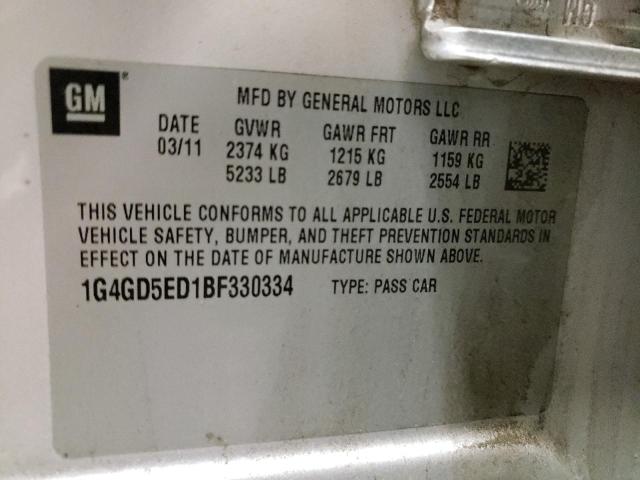 GM
MFD BY GENERAL MOTORS LLC
DATE GVWR GAWR FRT GAWR RR
03/11 2374 KG 1215 KG 1159 KG
5233 LB 2679 LB 2554 LB
THIS VEHICLE CONFORMS TO ALL APPLICABLE U.S. FEDERAL MOTOR
VEHICLE SAFETY, BUMPER, AND THEFT PREVENTION STANDARDS IN
EFFECT ON THE DATE OF MANUFACTURE SHOWN ABOVE.
1G4GD5ED1BF330334 TYPE: PASS CAR
GM